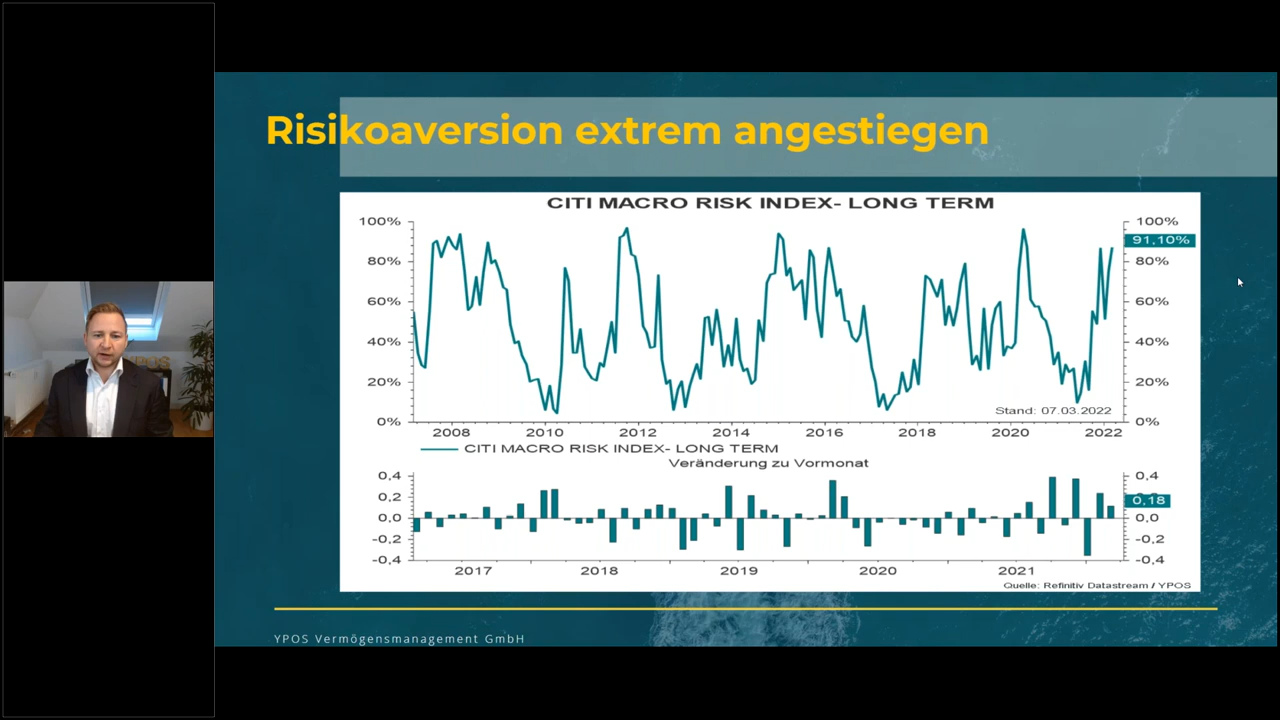 Risikoaversion extrem angestiegen
CITI MACRO RISK INDEX- LONG TERM
100% 100%
91,10%
80% 80%
60% 60%
40% 40%
20% 20%
Stand: 07.03.2022
0% 0%
2008 2010 2012 2014 2016 2018 2020 2022
CITI MACRO RISK INDEX- LONG TERM
Veränderung zu Vormonat
0,4 0,4
0,2 0,18
0,0 0,0
-0,2 -0,2
-0,4 -0,4
2017 2018 2019 2020 2021
Quelle: Refinitiv Datastream / YPOS
YPOS Vermögensmanagement GmbH
YPOS